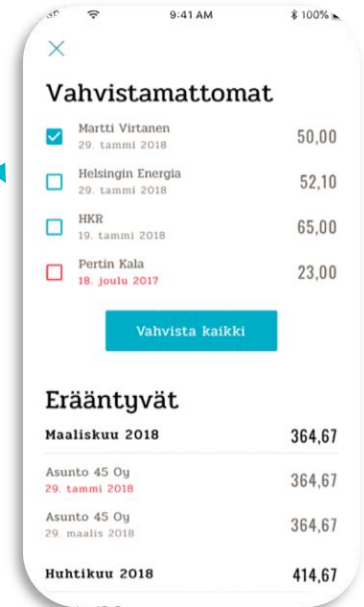 9:41 AM
100%
Vahvistamattomat
Martti Virtanen
29. tammi 2018
50,00
Helsingin Energia
29. tammi 2018
52,10
HKR
19. tammi 2018
65,00
Pertin Kala
18. joulu 2017
23,00
Vahvista kaikki
Erääntyvät
Maaliskuu 2018
364,67
Asunto 45 Oy
29. tammi 2018
364,67
Asunto 45 Oy
29. maalis 2018
364,67
Huhtikuu 2018
414,67